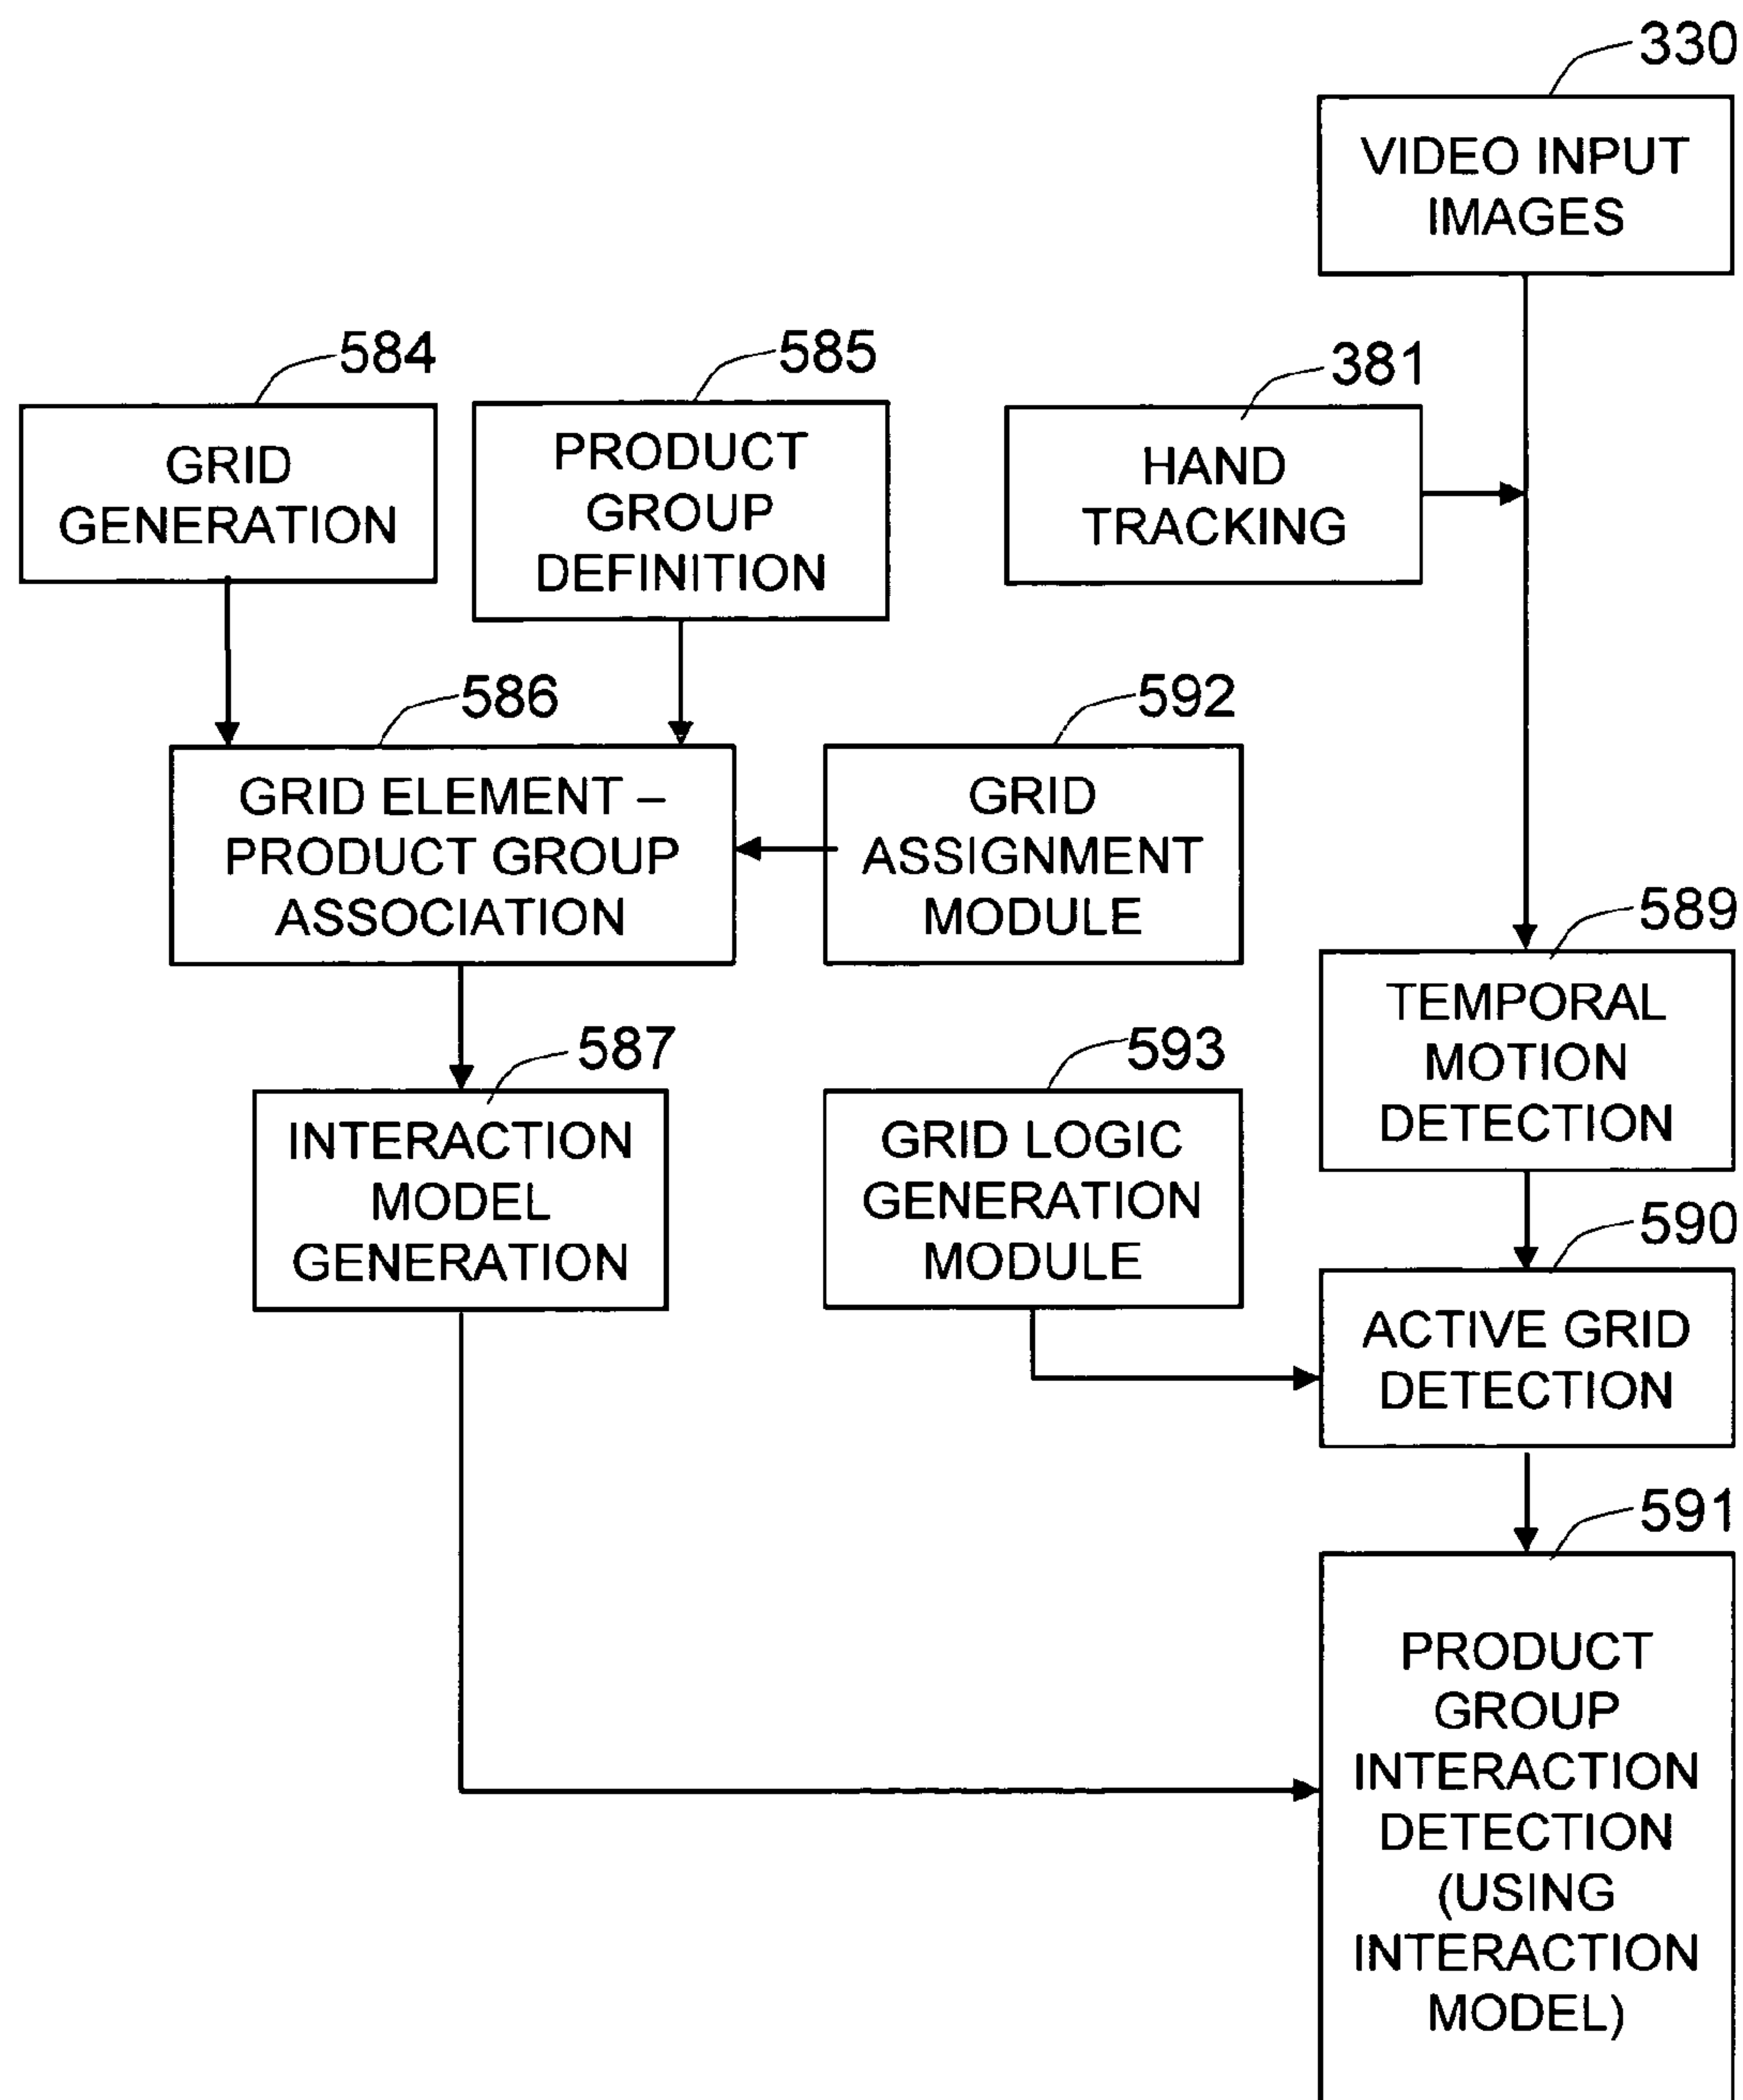 330
VIDEO INPUT
IMAGES
584
GRID
GENERATION
585
PRODUCT
GROUP
DEFINITION
381
HAND
TRACKING
586
GRID ELEMENT –
PRODUCT GROUP
ASSOCIATION
592
GRID
ASSIGNMENT
MODULE
589
TEMPORAL
MOTION
DETECTION
587
INTERACTION
MODEL
GENERATION
593
GRID LOGIC
GENERATION
MODULE
590
ACTIVE GRID
DETECTION
591
PRODUCT
GROUP
INTERACTION
DETECTION
(USING
INTERACTION
MODEL)